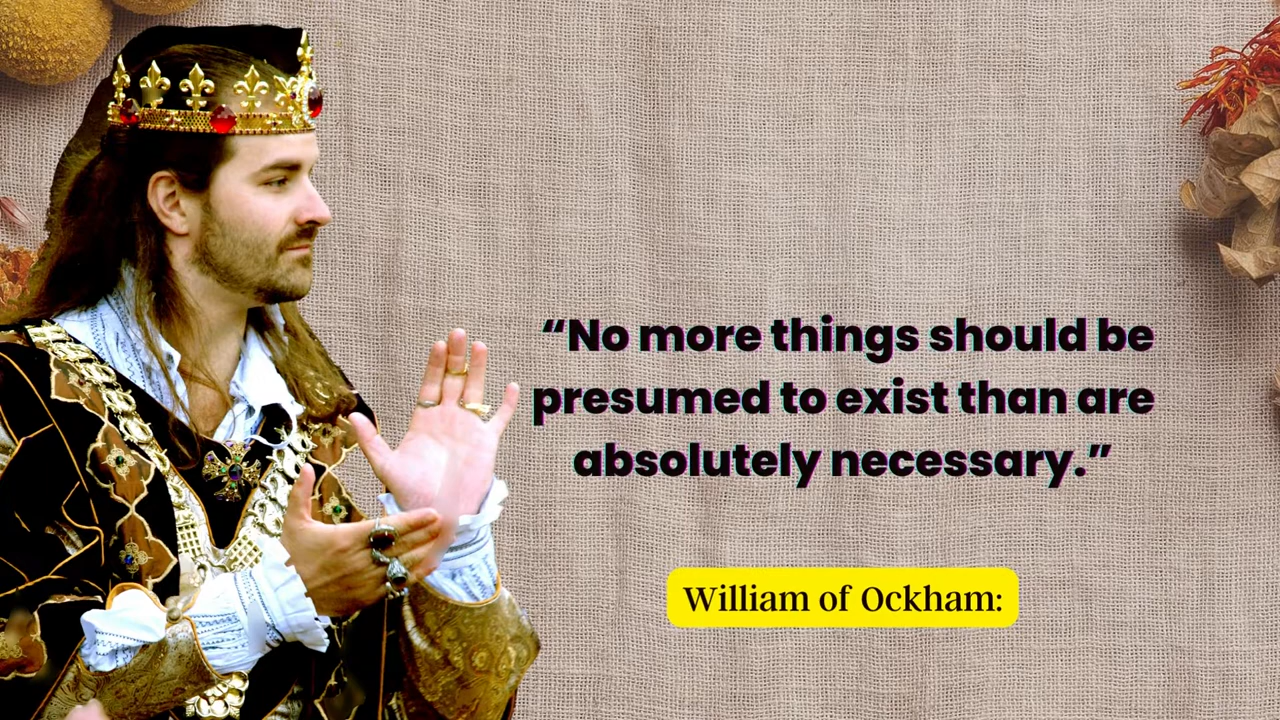 “No more things should be
presumed to exist than are
absolutely necessary.”
William of Ockham: